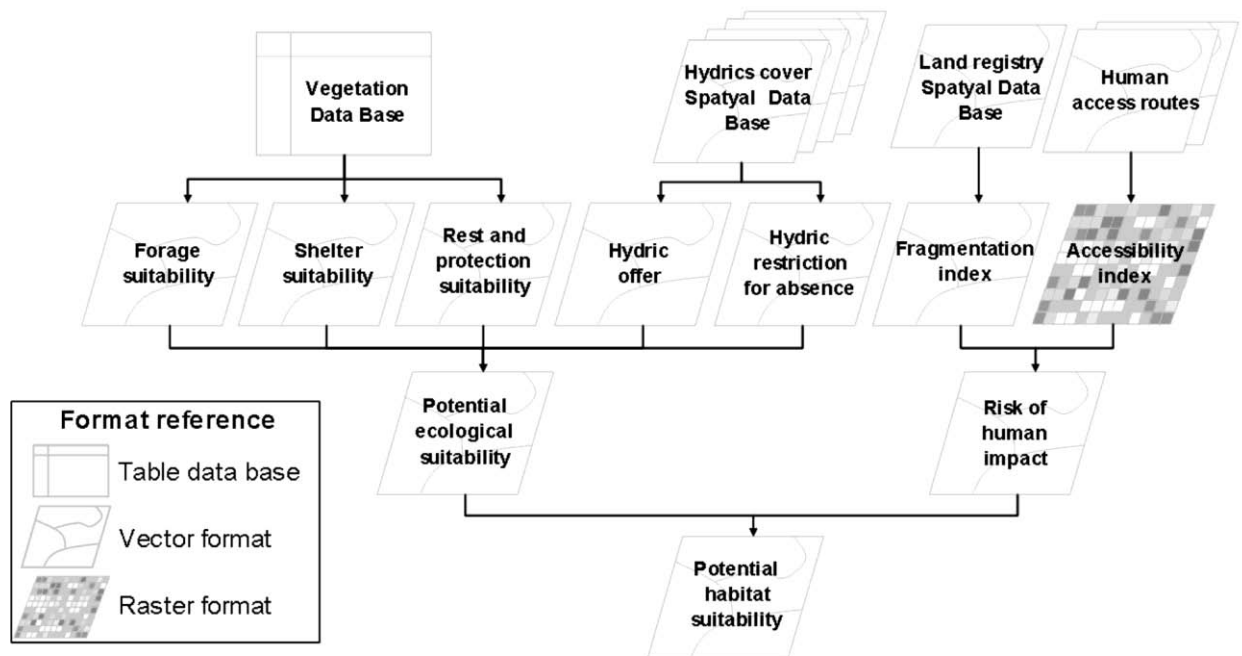 Vegetation
Data Base
Hydrics cover
Spatyal Data
Base
Land registry
Spatyal Data
Base
Human
access routes
Forage
suitability
Shelter
suitability
Rest and
protection
suitability
Hydric
offer
Hydric
restriction
for absence
Fragmentation
index
Accessibility
index
Potential
ecological
suitability
Risk of
human
impact
Potential
habitat
suitability
Format reference
Table data base
Vector format
Raster format